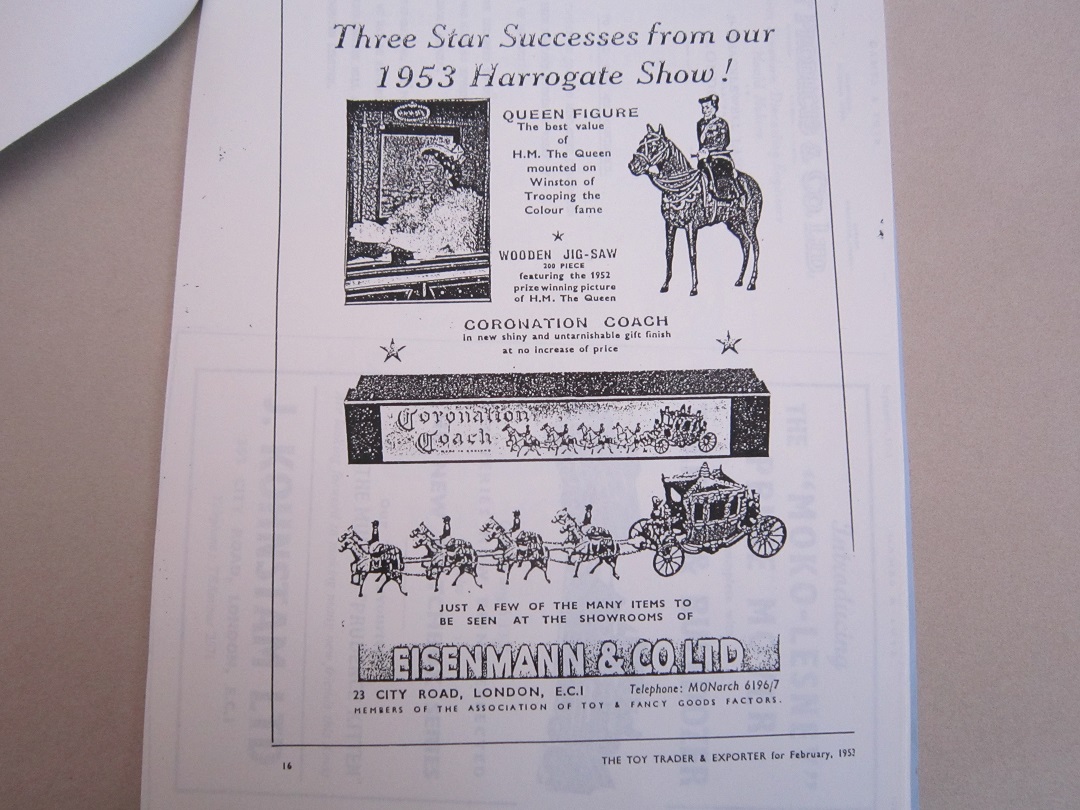 Three Star Successes from our
1953 Harrogate Show!
QUEEN FIGURE
The best value
of
H.M. The Queen
mounted on
Winston of
Trooping the
Colour fame
WOODEN JIG-SAW
200 PIECE
featuring the 1952
prize winning picture
of H.M. The Queen
CORONATION COACH
in new shiny and untarnishable gift finish
at no increase of price
Coronation
Coach
MADE IN ENGLAND
JUST A FEW OF THE MANY ITEMS TO
BE SEEN AT THE SHOWROOMS OF
EISENMANN & CO. LTD
23 CITY ROAD, LONDON, E.C.1 Telephone: MONarch 6196/7
MEMBERS OF THE ASSOCIATION OF TOY & FANCY GOODS FACTORS.
16 THE TOY TRADER & EXPORTER for February, 1953